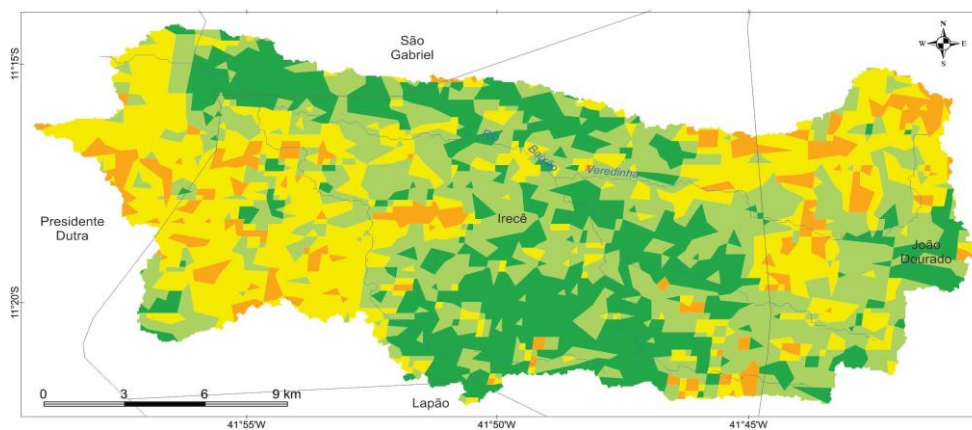 São
Gabriel
N
W E
S
11°15'S
Rio
Baixão
Veredinha
Presidente
Dutra
Irecê
João
Dourado
11°20'S
0 3 6 9 km
Lapão
41°55'W 41°50'W 41°45'W